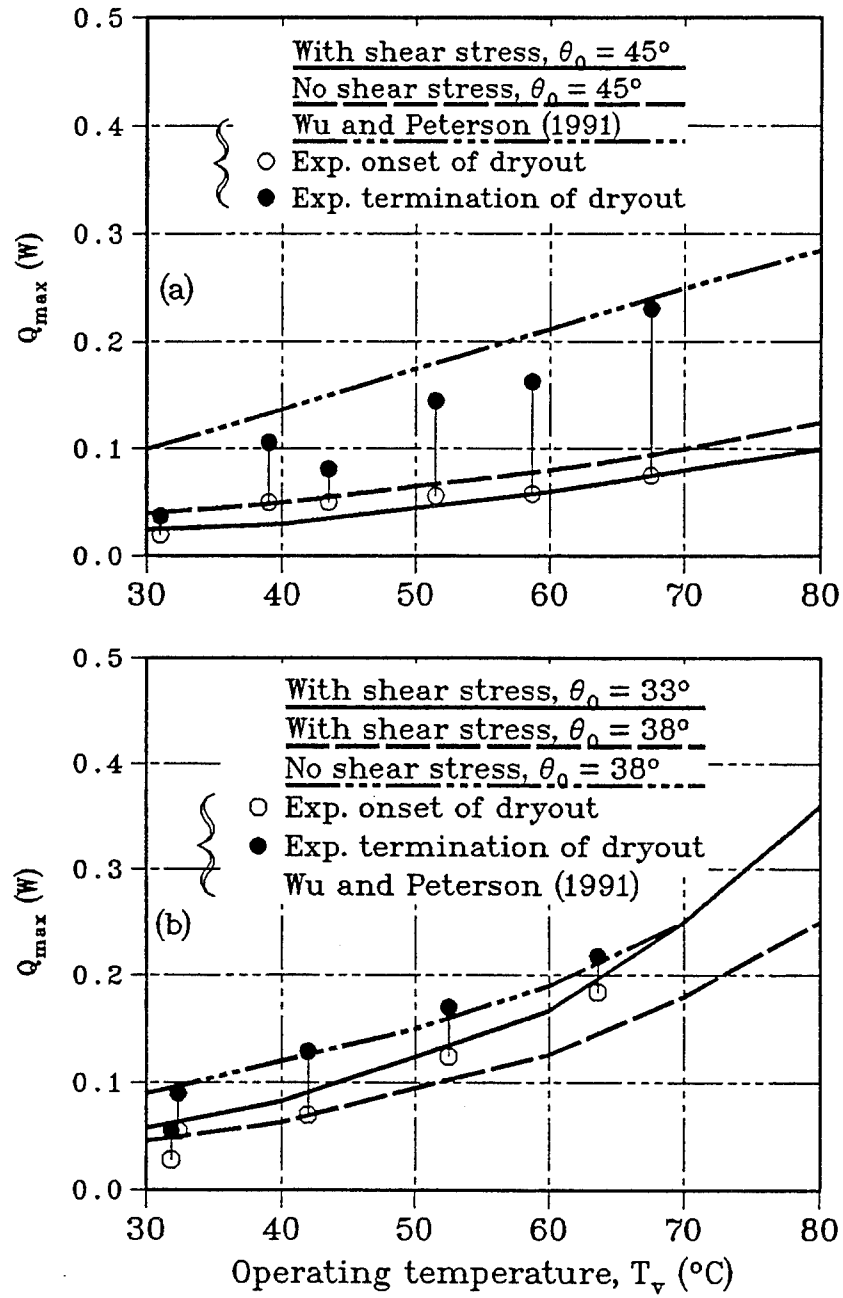 0.5
With shear stress, θ₀ = 45°
No shear stress, θ₀ = 45°
0.4
Wu and Peterson (1991)
Exp. onset of dryout
Exp. termination of dryout
0.3
(a)
Qmax (W)
0.2
0.1
0.0
30 40 50 60 70 80
0.5
With shear stress, θ₀ = 33°
With shear stress, θ₀ = 38°
0.4
No shear stress, θ₀ = 38°
Exp. onset of dryout
Exp. termination of dryout
0.3
Wu and Peterson (1991)
(b)
Qmax (W)
0.2
0.1
0.0
30 40 50 60 70 80
Operating temperature, Tᵥ (°C)